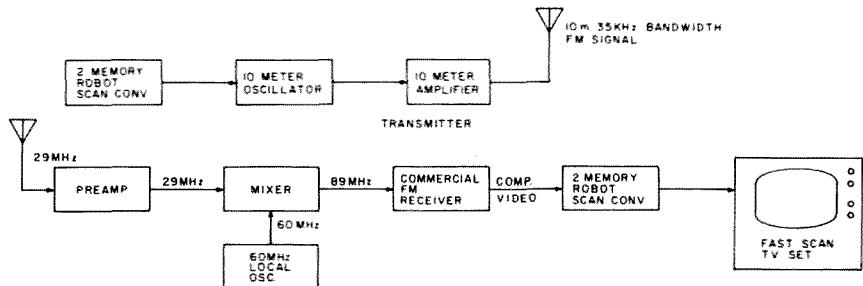 10m 35KHz BANDWIDTH
FM SIGNAL
2 MEMORY
ROBOT
SCAN CONV.
10 METER
OSCILLATOR
10 METER
AMPLIFIER
TRANSMITTER
29MHz
PREAMP
29MHz
MIXER
89MHz
COMMERCIAL
FM
RECEIVER
COMP.
VIDEO
2 MEMORY
ROBOT
SCAN CONV
60MHz
60MHz
LOCAL
OSC.
FAST SCAN
TV SET